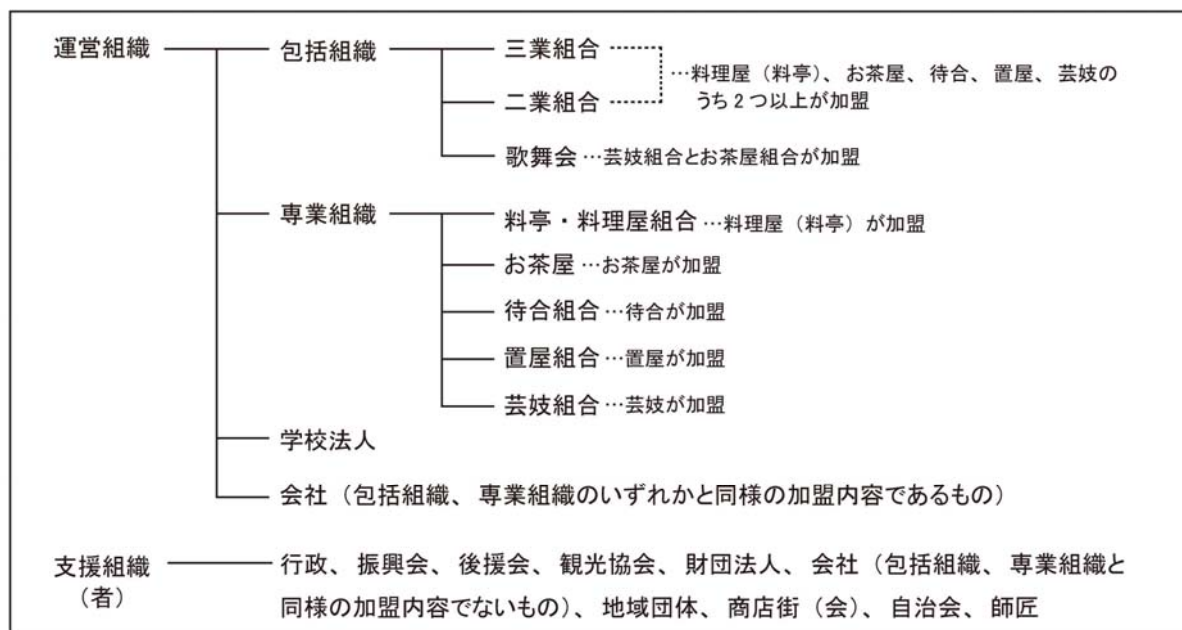 運営組織
包括組織
三業組合
二業組合
…料理屋（料亭）、お茶屋、待合、置屋、芸妓の
うち2つ以上が加盟
歌舞会 …芸妓組合とお茶屋組合が加盟
専業組織
料亭・料理屋組合 …料理屋（料亭）が加盟
お茶屋 …お茶屋が加盟
待合組合 …待合が加盟
置屋組合 …置屋が加盟
芸妓組合 …芸妓が加盟
学校法人
会社（包括組織、専業組織のいずれかと同様の加盟内容であるもの）
支援組織
（者）
行政、振興会、後援会、観光協会、財団法人、会社（包括組織、専業組織と
同様の加盟内容でないもの）、地域団体、商店街（会）、自治会、師匠